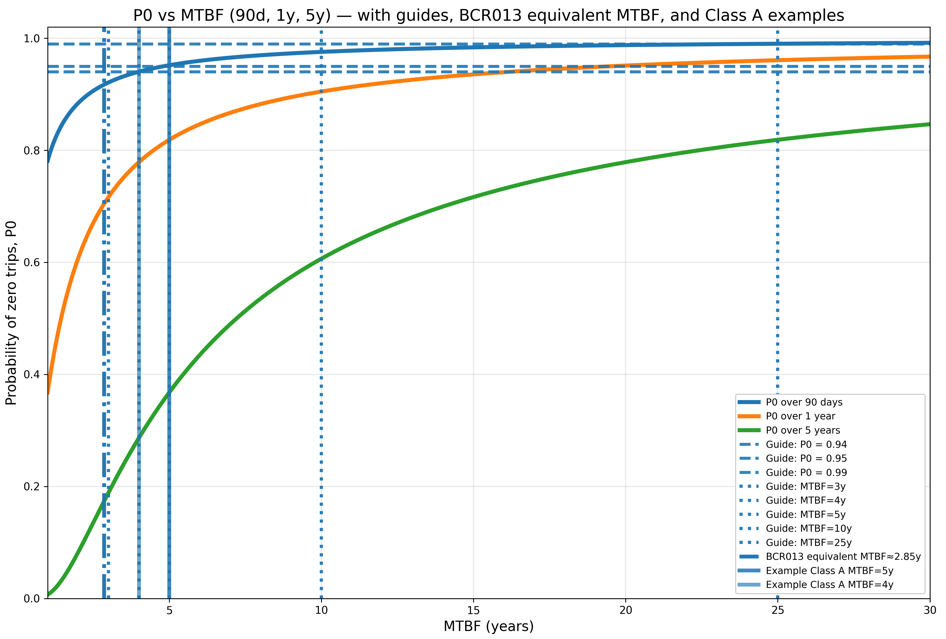 P0 vs MTBF (90d, 1y, 5y) — with guides, BCR013 equivalent MTBF, and Class A examples
Probability of zero trips, P0
1.0
0.8
0.6
0.4
0.2
0.0
5
10
15
20
25
30
MTBF (years)
P0 over 90 days
P0 over 1 year
P0 over 5 years
Guide: P0 = 0.94
Guide: P0 = 0.95
Guide: P0 = 0.99
Guide: MTBF=3y
Guide: MTBF=4y
Guide: MTBF=5y
Guide: MTBF=10y
Guide: MTBF=25y
BCR013 equivalent MTBF≈2.85y
Example Class A MTBF=5y
Example Class A MTBF=4y